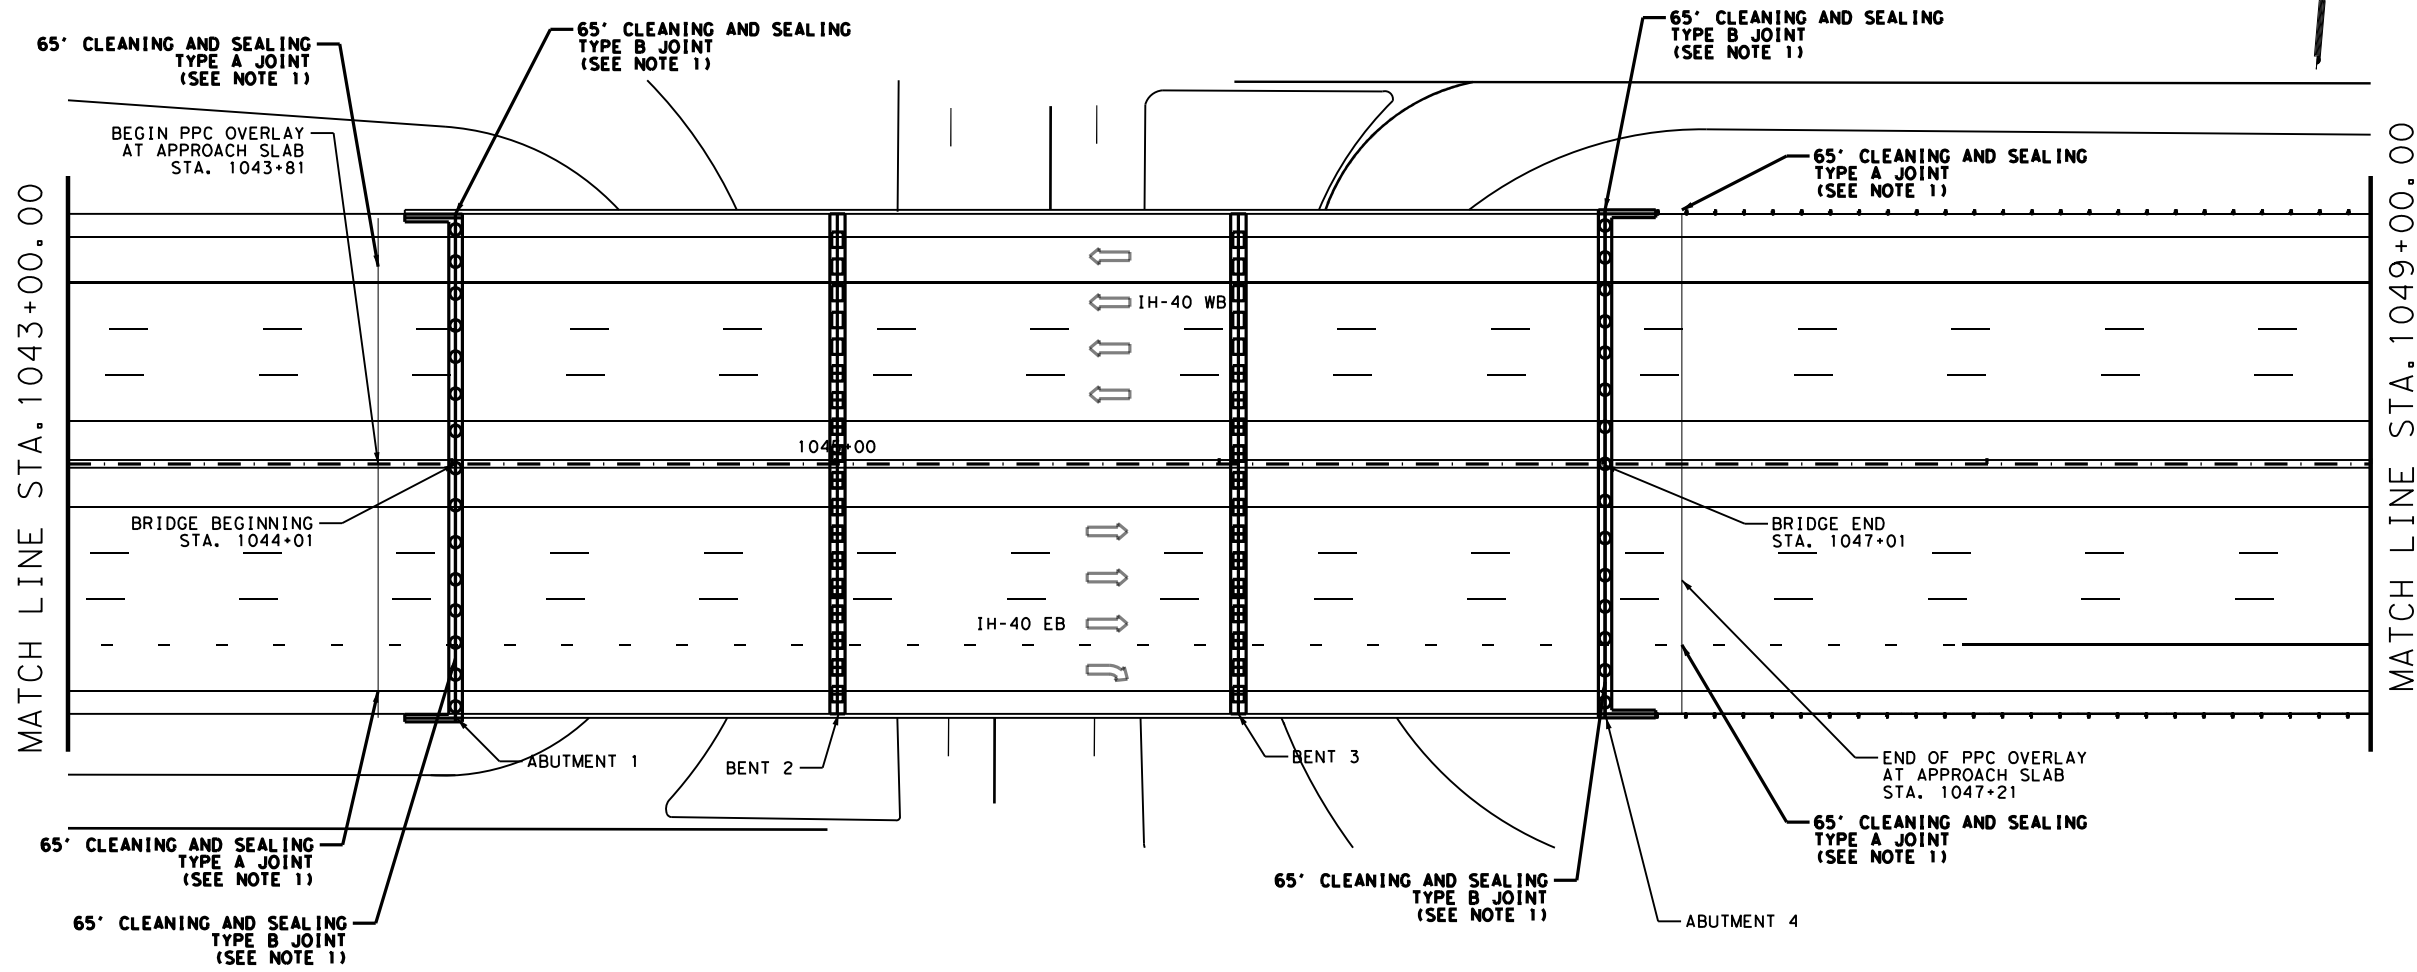 65' CLEANING AND SEALING
TYPE A JOINT
(SEE NOTE 1)
65' CLEANING AND SEALING
TYPE B JOINT
(SEE NOTE 1)
65' CLEANING AND SEALING
TYPE B JOINT
(SEE NOTE 1)
BEGIN PPC OVERLAY
AT APPROACH SLAB
STA. 1043+81
65' CLEANING AND SEALING
TYPE A JOINT
(SEE NOTE 1)
MATCH LINE STA. 1043+00.00
MATCH LINE STA. 1049+00.00
IH-40 WB
BRIDGE BEGINNING
STA. 1044+01
BRIDGE END
STA. 1047+01
IH-40 EB
ABUTMENT 1
BENT 2
BENT 3
END OF PPC OVERLAY
AT APPROACH SLAB
STA. 1047+21
65' CLEANING AND SEALING
TYPE A JOINT
(SEE NOTE 1)
65' CLEANING AND SEALING
TYPE A JOINT
(SEE NOTE 1)
65' CLEANING AND SEALING
TYPE B JOINT
(SEE NOTE 1)
65' CLEANING AND SEALING
TYPE B JOINT
(SEE NOTE 1)
ABUTMENT 4